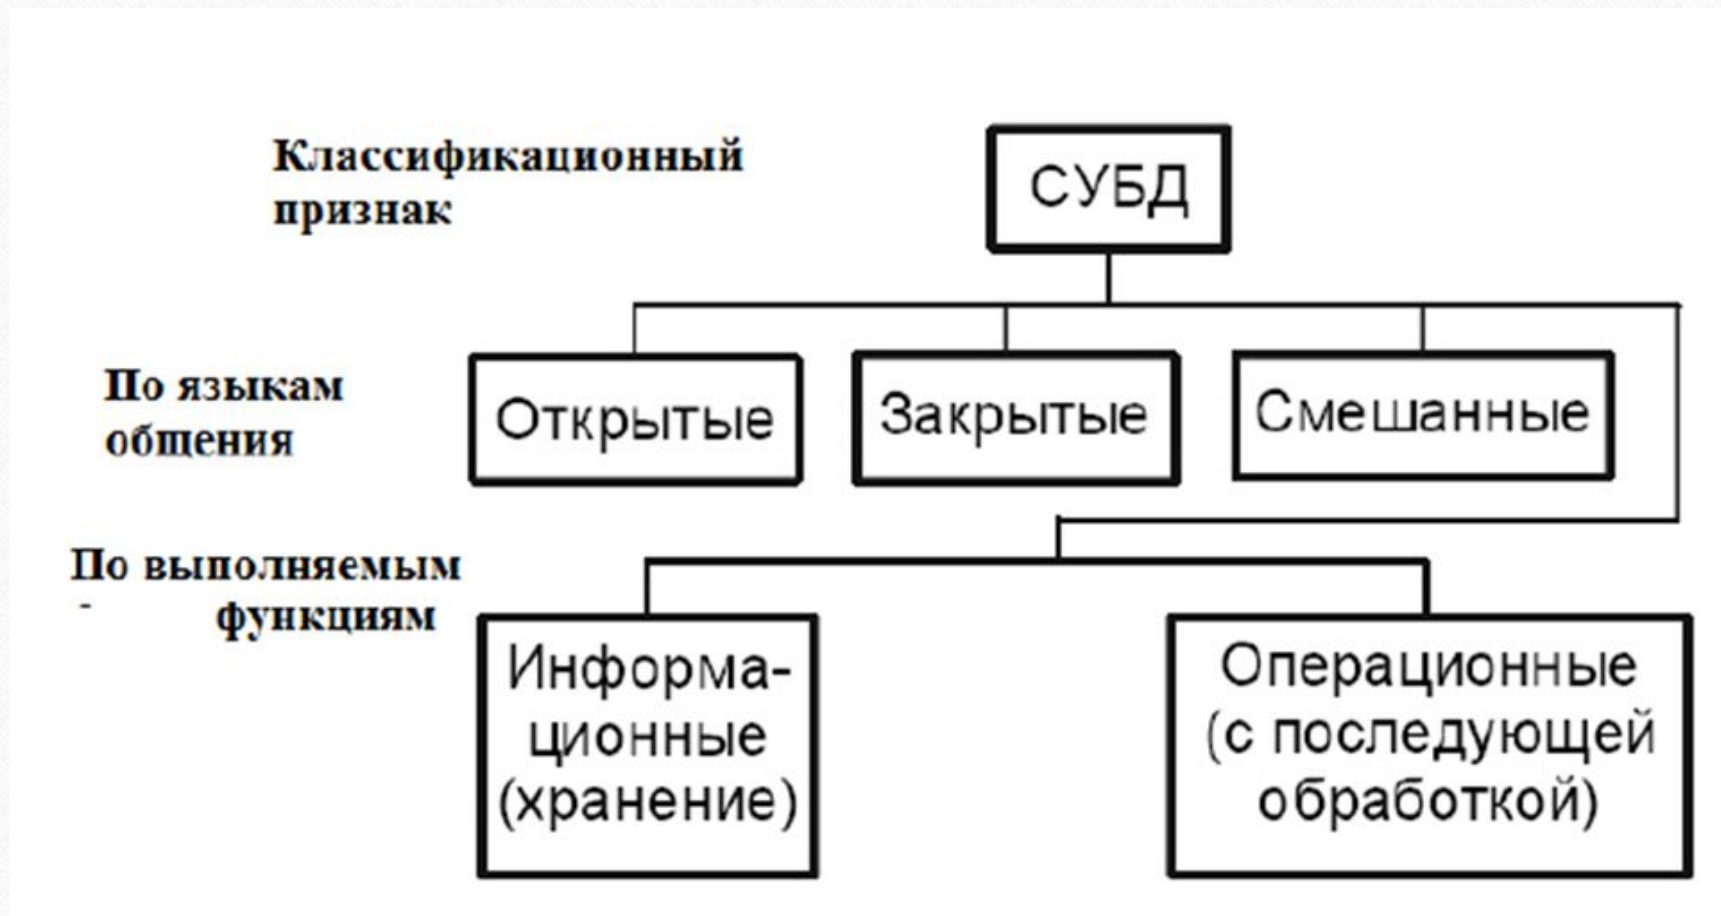 Классификационный
признак
СУБД
По языкам
общения
Открытые
Закрытые
Смешанные
По выполняемым
- функциям
Информа-
ционные
(хранение)
Операционные
(с последующей
обработкой)